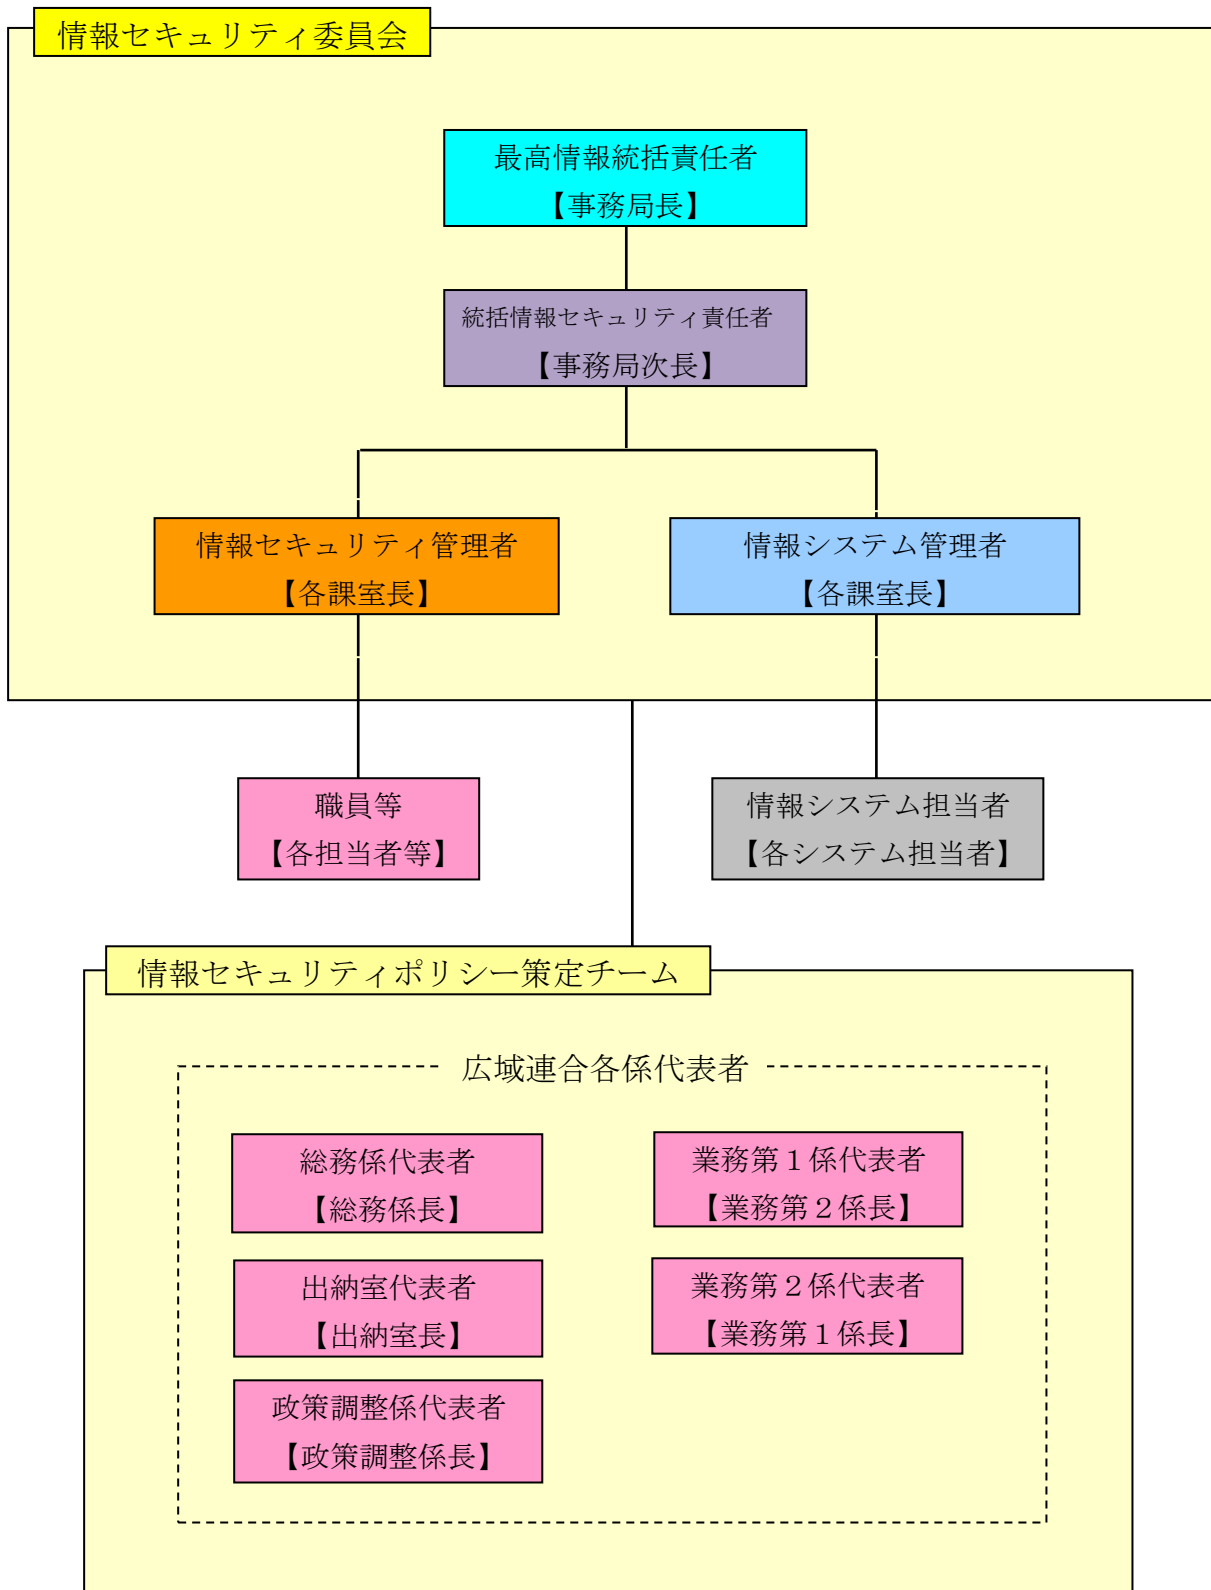 情報セキュリティ委員会
最高情報統括責任者
【事務局長】
統括情報セキュリティ責任者
【事務局次長】
情報セキュリティ管理者
【各課室長】
情報システム管理者
【各課室長】
職員等
【各担当者等】
情報システム担当者
【各システム担当者】
情報セキュリティポリシー策定チーム
広域連合各係代表者
総務係代表者
【総務係長】
業務第１係代表者
【業務第２係長】
出納室代表者
【出納室長】
業務第２係代表者
【業務第１係長】
政策調整係代表者
【政策調整係長】